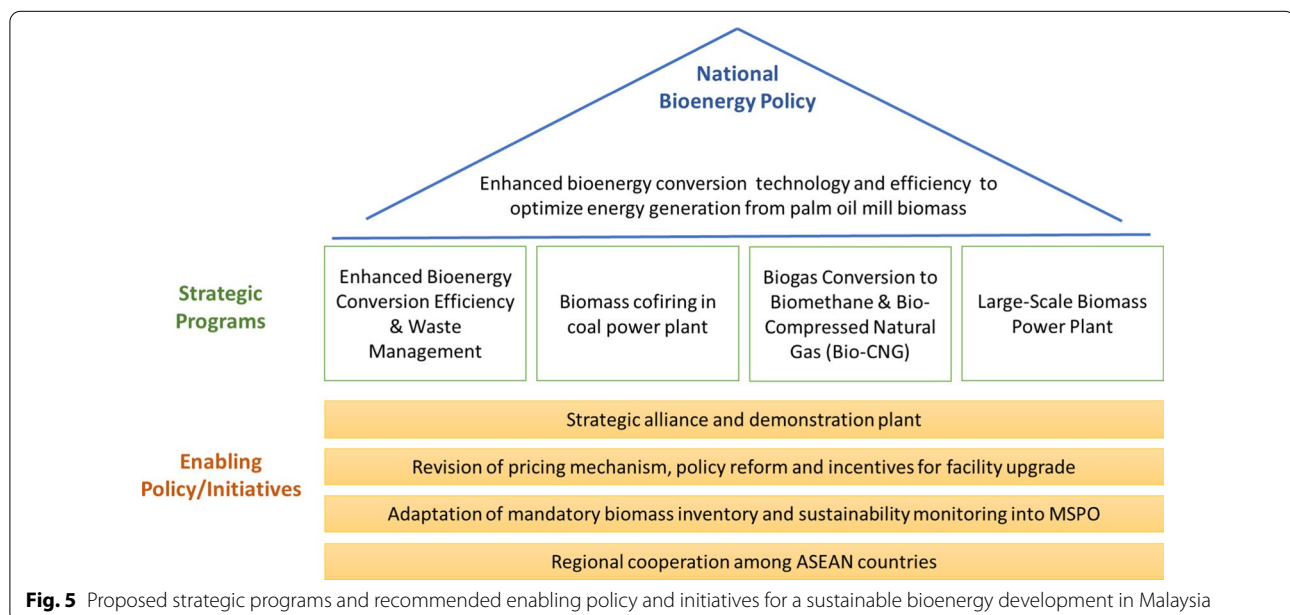 National
Bioenergy Policy
Enhanced bioenergy conversion technology and efficiency to
optimize energy generation from palm oil mill biomass
Strategic
Programs
Enhanced Bioenergy
Conversion Efficiency
& Waste
Management
Biomass cofiring in
coal power plant
Biogas Conversion to
Biomethane & Bio-
Compressed Natural
Gas (Bio-CNG)
Large-Scale Biomass
Power Plant
Enabling
Policy/Initiatives
Strategic alliance and demonstration plant
Revision of pricing mechanism, policy reform and incentives for facility upgrade
Adaptation of mandatory biomass inventory and sustainability monitoring into MSPO
Regional cooperation among ASEAN countries
Fig. 5 Proposed strategic programs and recommended enabling policy and initiatives for a sustainable bioenergy development in Malaysia